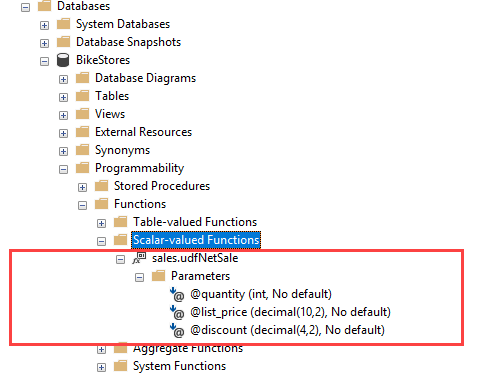 Databases
System Databases
Database Snapshots
BikeStores
Database Diagrams
Tables
Views
External Resources
Synonyms
Programmability
Stored Procedures
Functions
Table-valued Functions
Scalar-valued Functions
sales.udfNetSale
Parameters
@quantity (int, No default)
@list_price (decimal(10,2), No default)
@discount (decimal(4,2), No default)
Aggregate Functions
System Functions